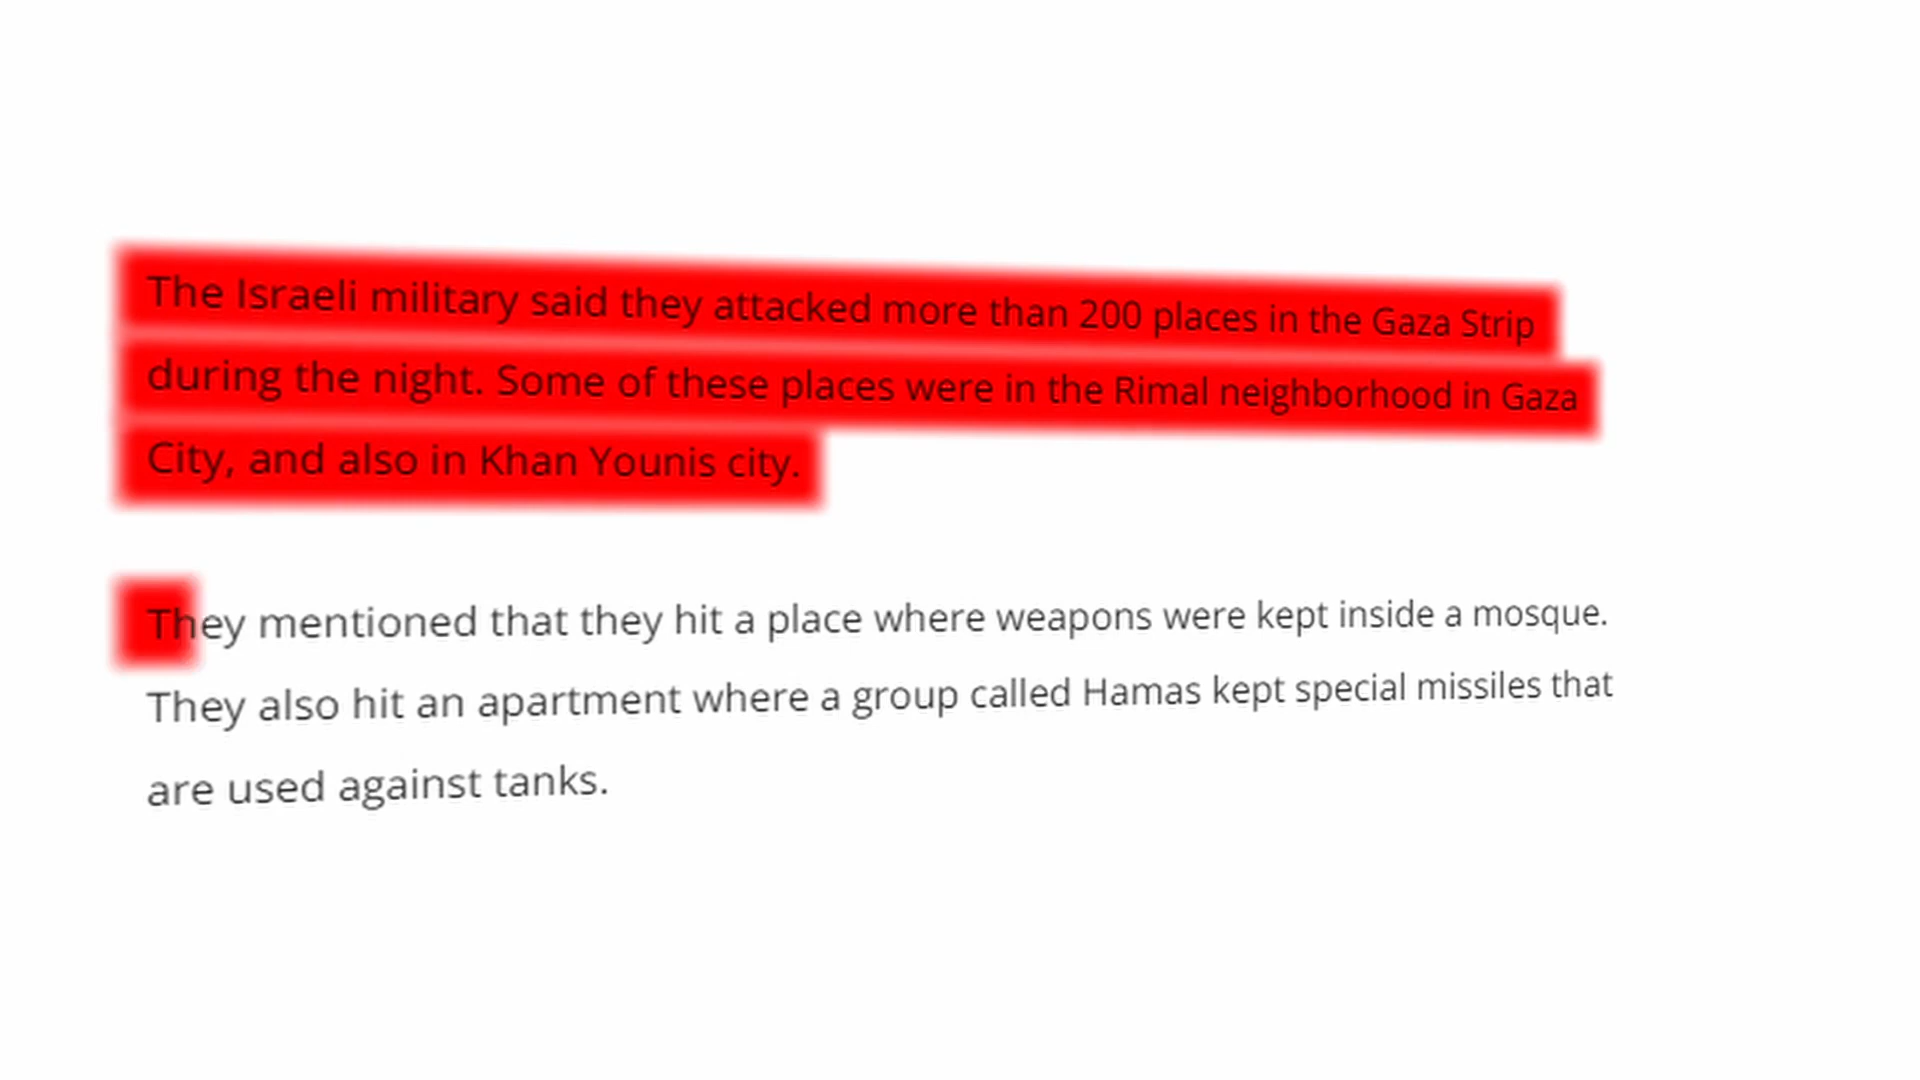 The Israeli military said they attacked more than 200 places in the Gaza Strip
during the night. Some of these places were in the Rimal neighborhood in Gaza
City, and also in Khan Younis city.
They mentioned that they hit a place where weapons were kept inside a mosque.
They also hit an apartment where a group called Hamas kept special missiles that
are used against tanks.